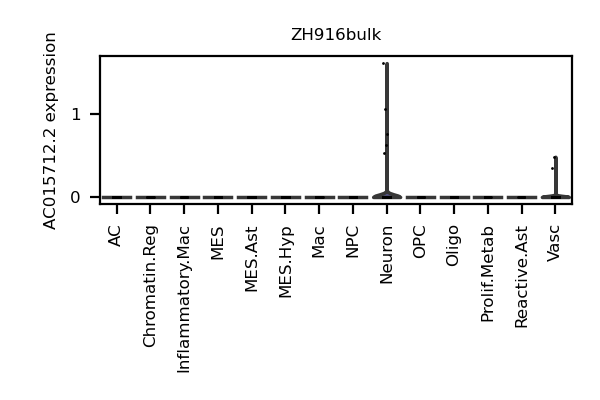 ZH916bulk
AC015712.2 expression
1
0
AC
Chromatin.Reg
Inflammatory.Mac
MES
MES.Ast
MES.Hyp
Mac
NPC
Neuron
OPC
Oligo
Prolif.Metab
Reactive.Ast
Vasc